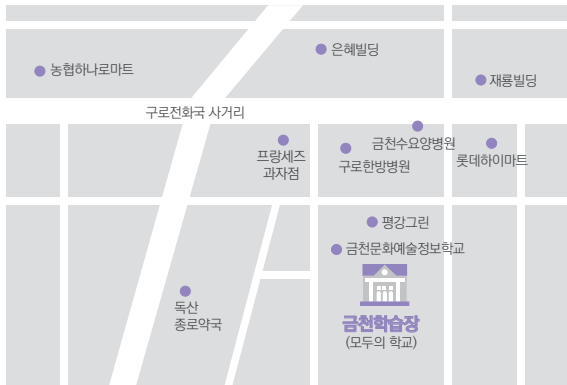 은혜빌딩
농협하나로마트
재룡빌딩
구로전화국 사거리
금천수요양병원
프랑세즈
과자점
구로한방병원
롯데하이마트
평강그린
금천문화예술정보학교
독산
종로약국
금천학습장
(모두의 학교)